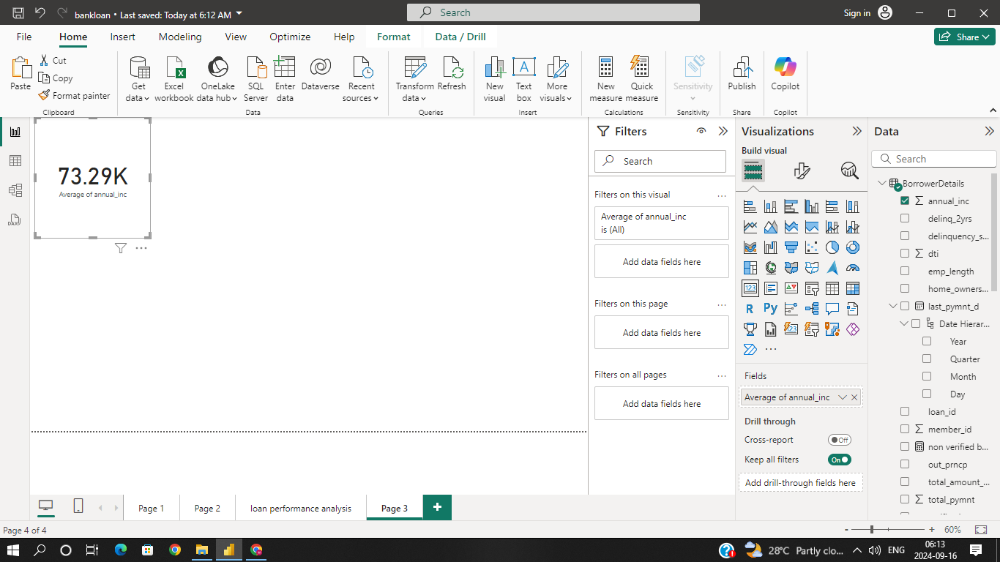 bankloan • Last saved: Today at 6:12 AM
Search
Sign in
File
Home
Insert
Modeling
View
Optimize
Help
Format
Data / Drill
Share
Paste
Cut
Copy
Format painter
Clipboard
Get
data
Excel
workbook
OneLake
data hub
SQL
Server
Enter
data
Dataverse
Recent
sources
Data
Transform
data
Refresh
Queries
New
visual
Text
box
More
visuals
Insert
New
measure
Quick
measure
Calculations
Sensitivity
Sensitivity
Publish
Share
Copilot
Copilot
73.29K
Average of annual_inc
Filters
Search
Filters on this visual
Average of annual_inc
is (All)
Add data fields here
Filters on this page
Add data fields here
Filters on all pages
Add data fields here
Visualizations
Build visual
Fields
Average of annual_inc
Drill through
Cross-report
Off
Keep all filters
On
Add drill-through fields here
Data
Search
BorrowerDetails
annual_inc
delinq_2yrs
delinquency_s...
dti
emp_length
home_owners...
last_pymnt_d
Date Hierar...
Year
Quarter
Month
Day
loan_id
member_id
non verified b...
out_prncp
total_amount_...
total_pymnt
Page 1
Page 2
loan performance analysis
Page 3
Page 4 of 4
60%
28°C Partly clo...
ENG
06:13
2024-09-16